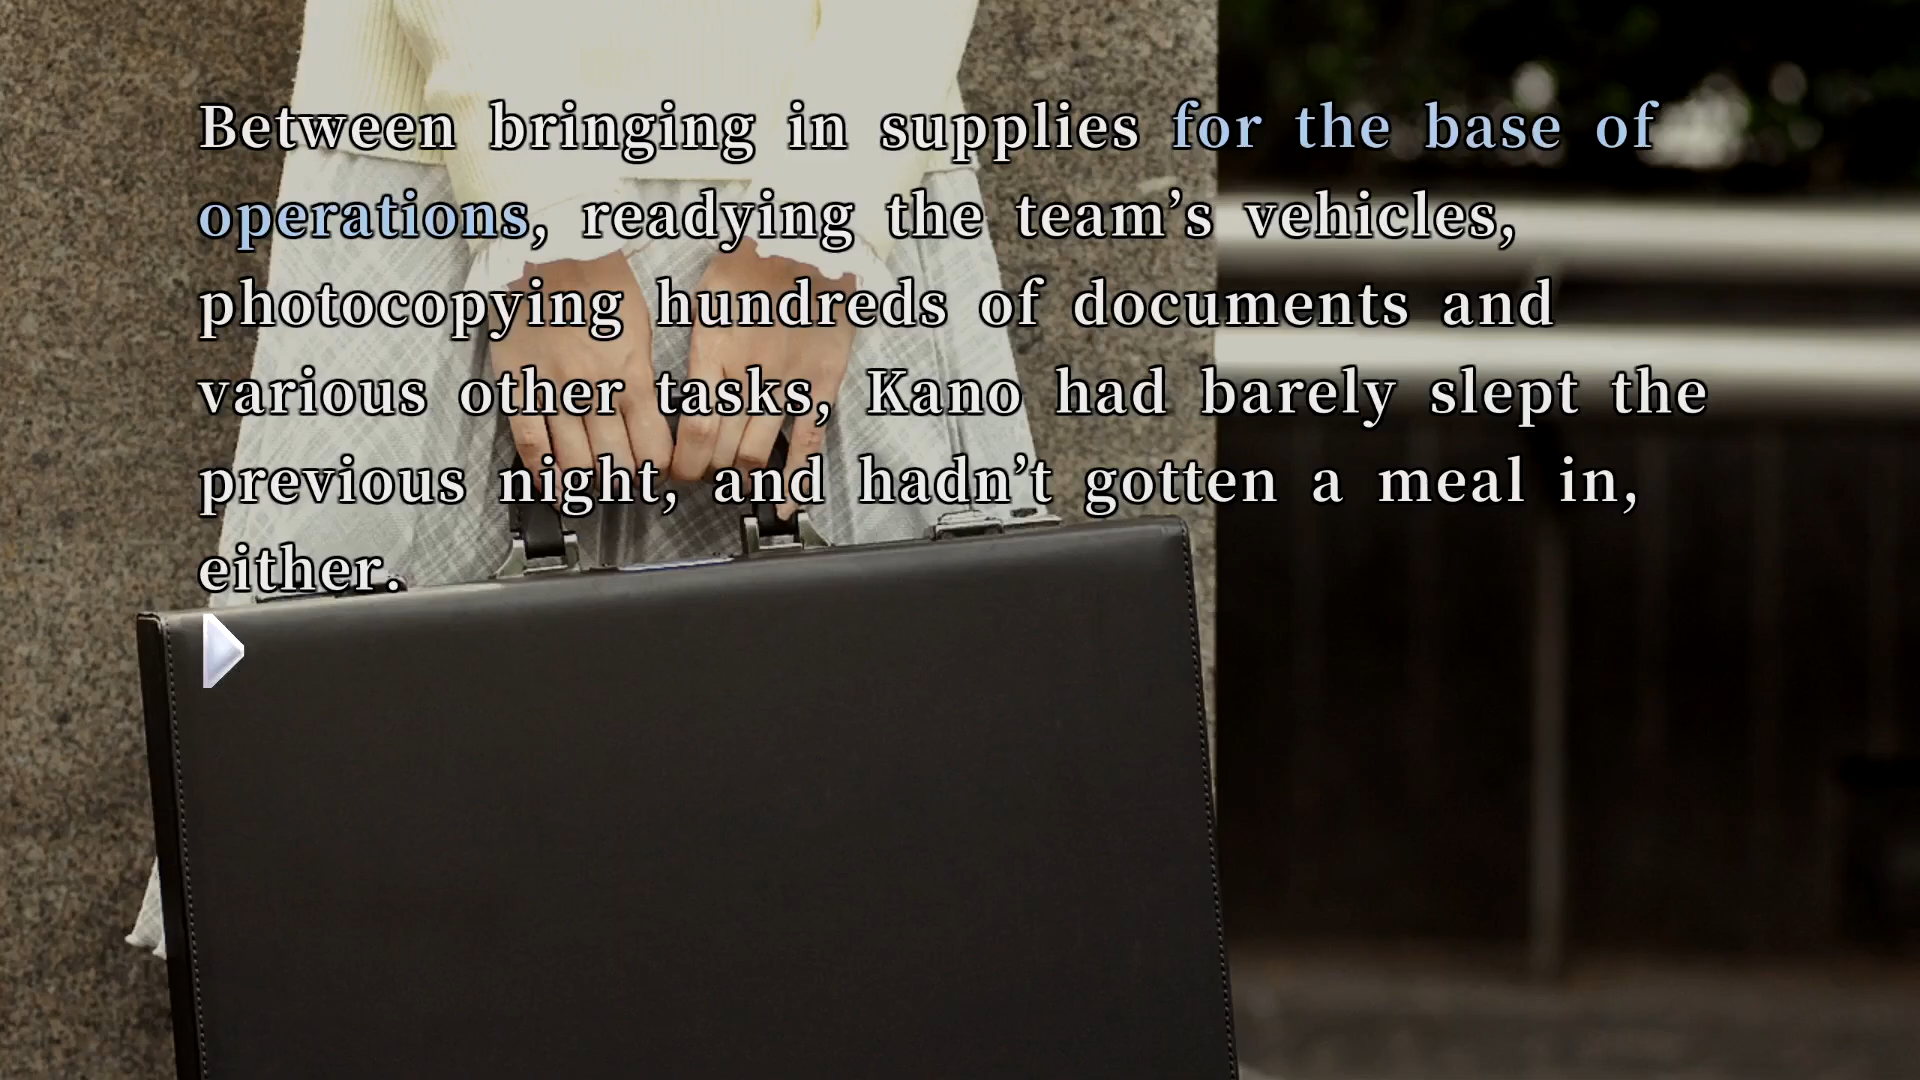 Between bringing in supplies for the base of
operations, readying the team’s vehicles,
photocopying hundreds of documents and
various other tasks, Kano had barely slept the
previous night, and hadn’t gotten a meal in,
either.